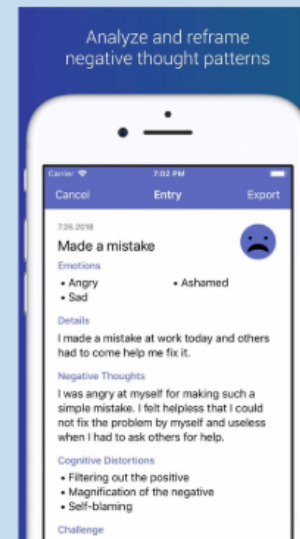 Analyze and reframe
negative thought patterns
Carrier 7:02 PM
Cancel Entry Export
7.26.2018
Made a mistake
Emotions
• Angry • Ashamed
• Sad
Details
I made a mistake at work today and others
had to come help me fix it.
Negative Thoughts
I was angry at myself for making such a
simple mistake. I felt helpless that I could
not fix the problem by myself and useless
when I had to ask others for help.
Cognitive Distortions
• Filtering out the positive
• Magnification of the negative
• Self-blaming
Challenge